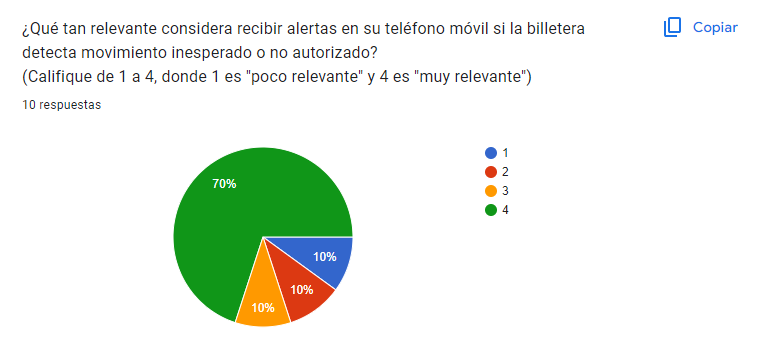 ¿Qué tan relevante considera recibir alertas en su teléfono móvil si la billetera
detecta movimiento inesperado o no autorizado?
(Califique de 1 a 4, donde 1 es "poco relevante" y 4 es "muy relevante")
Copiar
10 respuestas
1
2
3
4
70%
10%
10%
10%